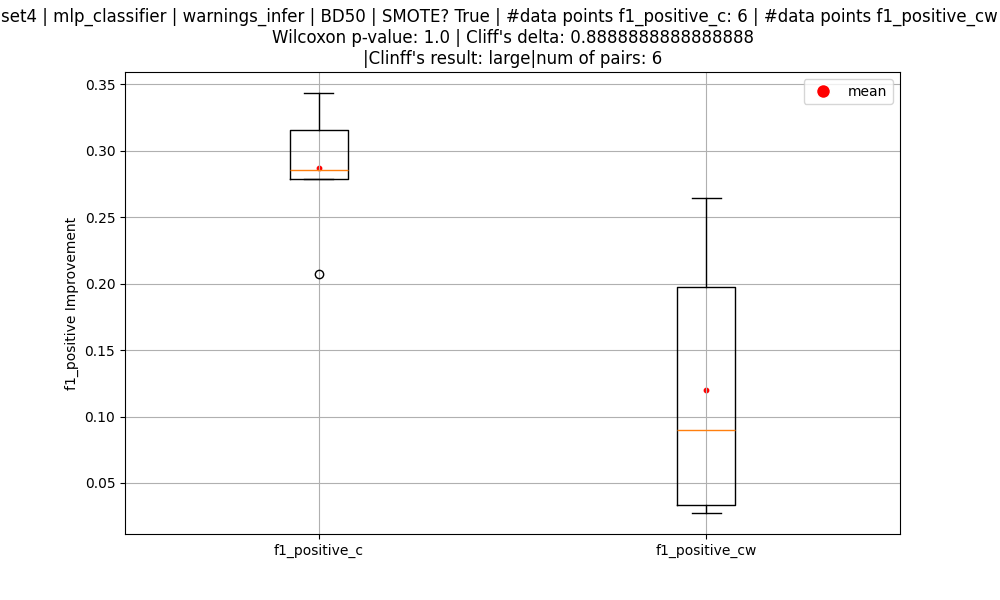 set4 | mlp_classifier | warnings_infer | BD50 | SMOTE? True | #data points f1_positive_c: 6 | #data points f1_positive_cw
Wilcoxon p-value: 1.0 | Cliff's delta: 0.8888888888888888
|Clinff's result: large|num of pairs: 6
mean
0.35
0.30
0.25
0.20
0.15
0.10
0.05
f1_positive Improvement
f1_positive_c
f1_positive_cw